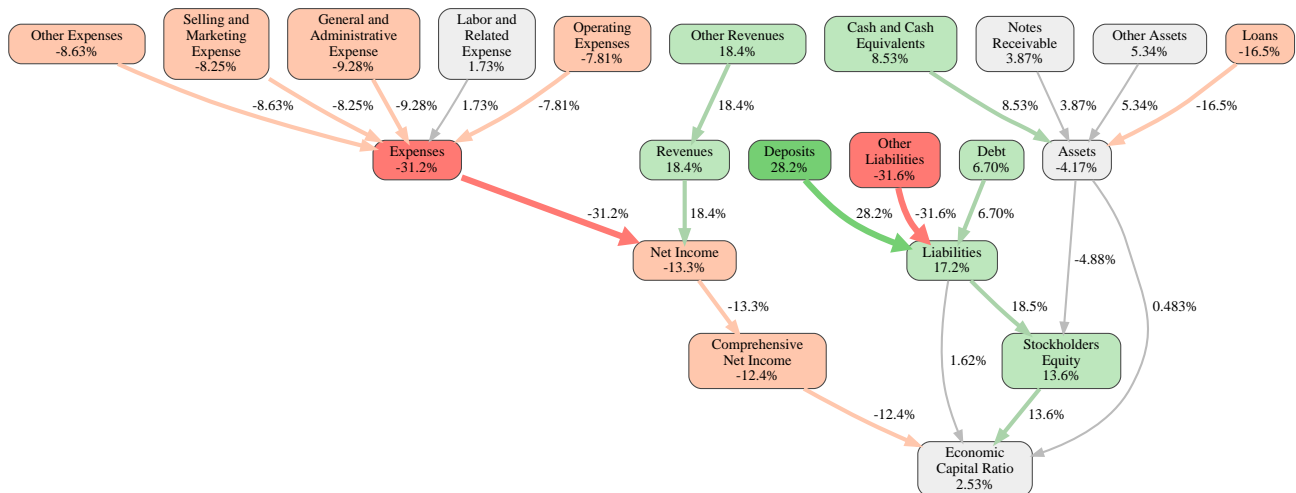 Other Expenses
-8.63%
Selling and
Marketing
Expense
-8.25%
General and
Administrative
Expense
-9.28%
Labor and
Related
Expense
1.73%
Operating
Expenses
-7.81%
Other Revenues
18.4%
Cash and Cash
Equivalents
8.53%
Notes
Receivable
3.87%
Other Assets
5.34%
Loans
-16.5%
-8.63%
-8.25%
-9.28%
1.73%
-7.81%
18.4%
8.53%
3.87%
5.34%
-16.5%
Expenses
-31.2%
Revenues
18.4%
Deposits
28.2%
Other
Liabilities
-31.6%
Debt
6.70%
Assets
-4.17%
-31.2%
18.4%
28.2%
-31.6%
6.70%
Net Income
-13.3%
Liabilities
17.2%
-4.88%
-13.3%
18.5%
0.483%
Comprehensive
Net Income
-12.4%
1.62%
Stockholders
Equity
13.6%
-12.4%
13.6%
Economic
Capital Ratio
2.53%